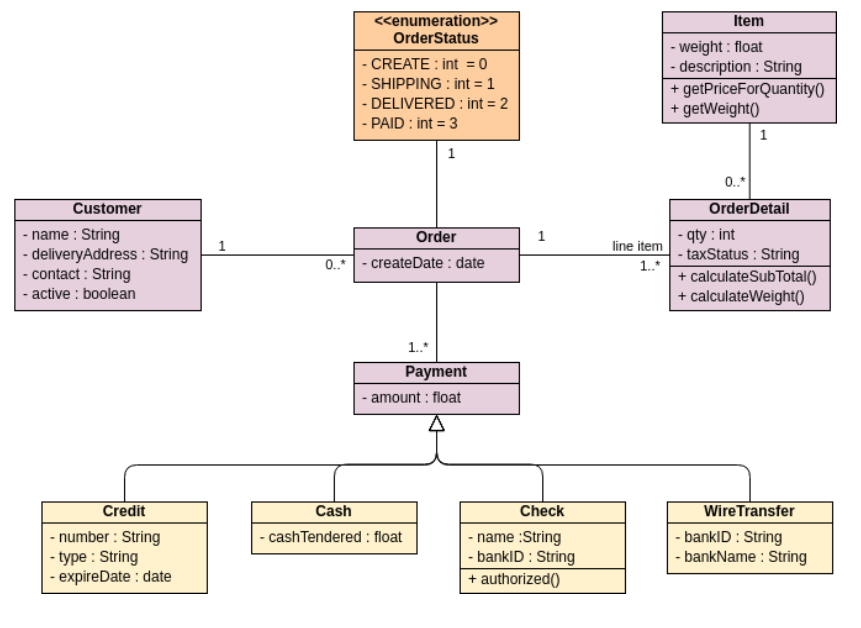 <<enumeration>>
OrderStatus
- CREATE : int  = 0
- SHIPPING : int = 1
- DELIVERED : int = 2
- PAID : int = 3
1
Item
- weight : float
- description : String
+ getPriceForQuantity()
+ getWeight()
1
0..*
Customer
- name : String
- deliveryAddress : String
- contact : String
- active : boolean
1
0..*
Order
- createDate : date
1
line item
1..*
OrderDetail
- qty : int
- taxStatus : String
+ calculateSubTotal()
+ calculateWeight()
1..*
Payment
- amount : float
Credit
- number : String
- type : String
- expireDate : date
Cash
- cashTendered : float
Check
- name :String
- bankID : String
+ authorized()
WireTransfer
- bankID : String
- bankName : String